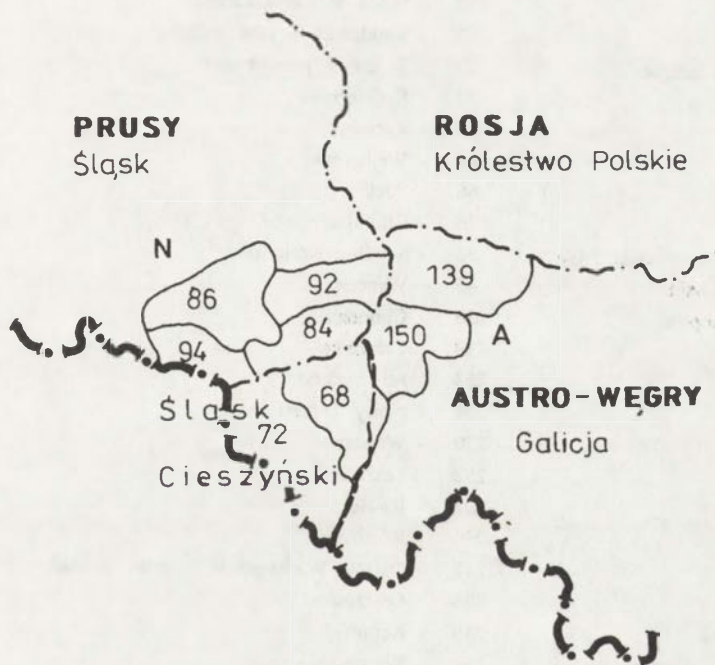 PRUSY
Śląsk
ROSJA
Królestwo Polskie
N
92
139
86
84
150
A
94
68
AUSTRO-WĘGRY
Śląsk
72
Galicja
Cieszyński